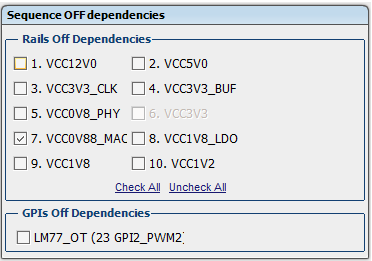 Sequence OFF dependencies
Rails Off Dependencies
1. VCC12V0
2. VCC5V0
3. VCC3V3_CLK
4. VCC3V3_BUF
5. VCC0V8_PHY
6. VCC3V3
7. VCC0V88_MAC
8. VCC1V8_LDO
9. VCC1V8
10. VCC1V2
Check All Uncheck All
GPIs Off Dependencies
LM77_OT (23 GPI2_PWM2)